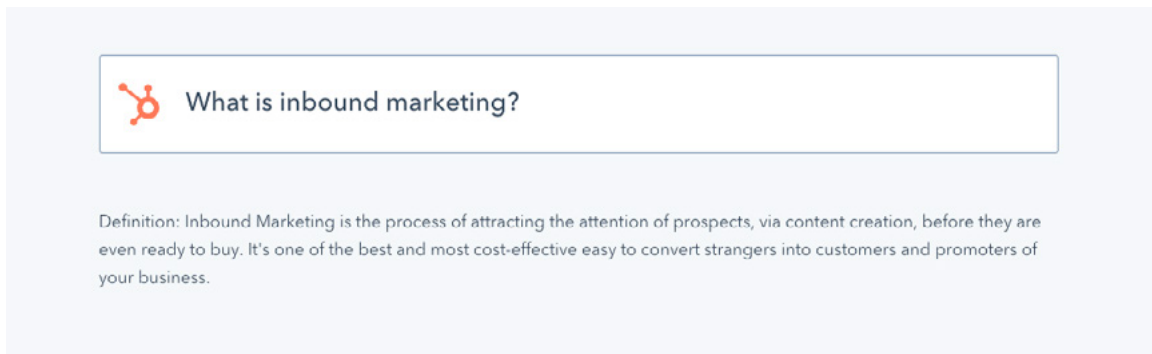 What is inbound marketing?
Definition: Inbound Marketing is the process of attracting the attention of prospects, via content creation, before they are
even ready to buy. It's one of the best and most cost-effective easy to convert strangers into customers and promoters of
your business.